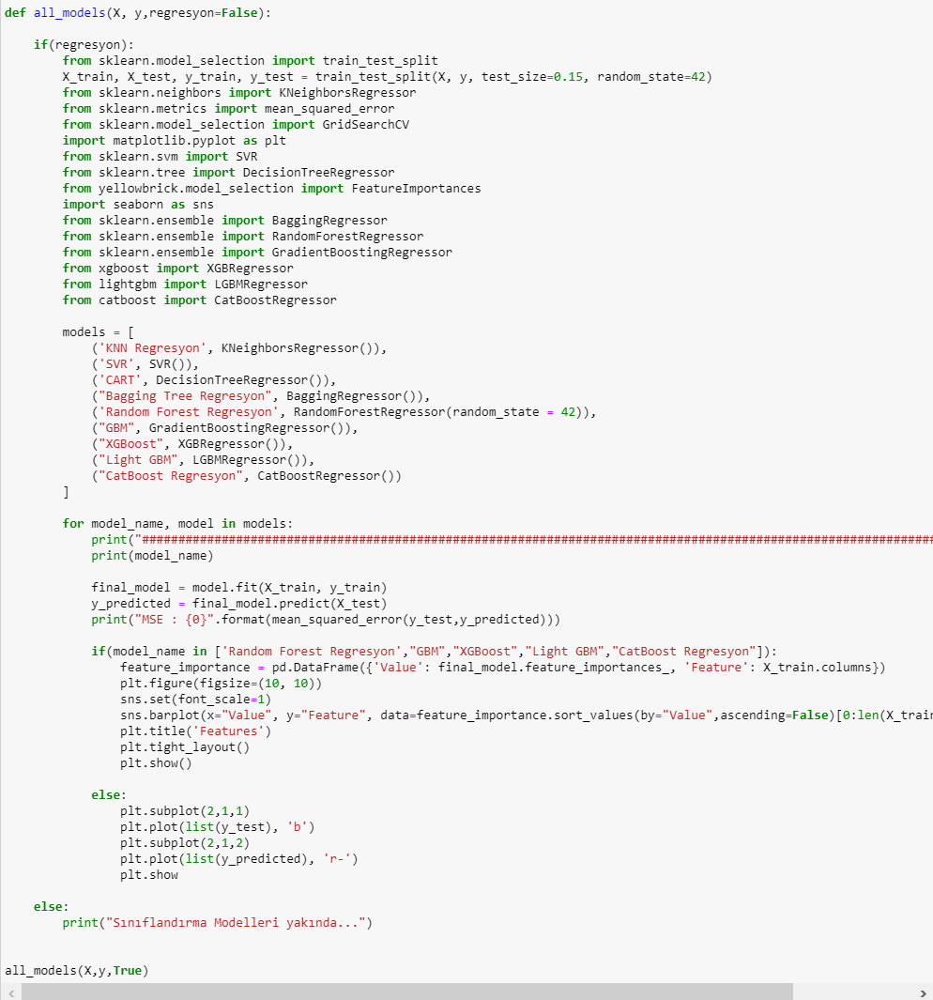 def all_models(X, y,regresyon=False):
    if(regresyon):
        from sklearn.model_selection import train_test_split
        X_train, X_test, y_train, y_test = train_test_split(X, y, test_size=0.15, random_state=42)
        from sklearn.neighbors import KNeighborsRegressor
        from sklearn.metrics import mean_squared_error
        from sklearn.model_selection import GridSearchCV
        import matplotlib.pyplot as plt
        from sklearn.svm import SVR
        from sklearn.tree import DecisionTreeRegressor
        from yellowbrick.model_selection import FeatureImportances
        import seaborn as sns
        from sklearn.ensemble import BaggingRegressor
        from sklearn.ensemble import RandomForestRegressor
        from sklearn.ensemble import GradientBoostingRegressor
        from xgboost import XGBRegressor
        from lightgbm import LGBMRegressor
        from catboost import CatBoostRegressor
        models = [
            ('KNN Regresyon', KNeighborsRegressor()),
            ('SVR', SVR()),
            ('CART', DecisionTreeRegressor()),
            ("Bagging Tree Regresyon", BaggingRegressor()),
            ('Random Forest Regresyon', RandomForestRegressor(random_state = 42)),
            ("GBM", GradientBoostingRegressor()),
            ("XGBoost", XGBRegressor()),
            ("Light GBM", LGBMRegressor()),
            ("CatBoost Regresyon", CatBoostRegressor())
        ]
        for model_name, model in models:
            print("##############################################################################################################
            print(model_name)
            final_model = model.fit(X_train, y_train)
            y_predicted = final_model.predict(X_test)
            print("MSE : {0}".format(mean_squared_error(y_test,y_predicted)))
            if(model_name in ['Random Forest Regresyon',"GBM","XGBoost","Light GBM","CatBoost Regresyon"]):
                feature_importance = pd.DataFrame({'Value': final_model.feature_importances_, 'Feature': X_train.columns})
                plt.figure(figsize=(10, 10))
                sns.set(font_scale=1)
                sns.barplot(x="Value", y="Feature", data=feature_importance.sort_values(by="Value",ascending=False)[0:len(X_train
                plt.title('Features')
                plt.tight_layout()
                plt.show()
            else:
                plt.subplot(2,1,1)
                plt.plot(list(y_test), 'b')
                plt.subplot(2,1,2)
                plt.plot(list(y_predicted), 'r-')
                plt.show
    else:
        print("Sınıflandırma Modelleri yakında...")
all_models(X,y,True)